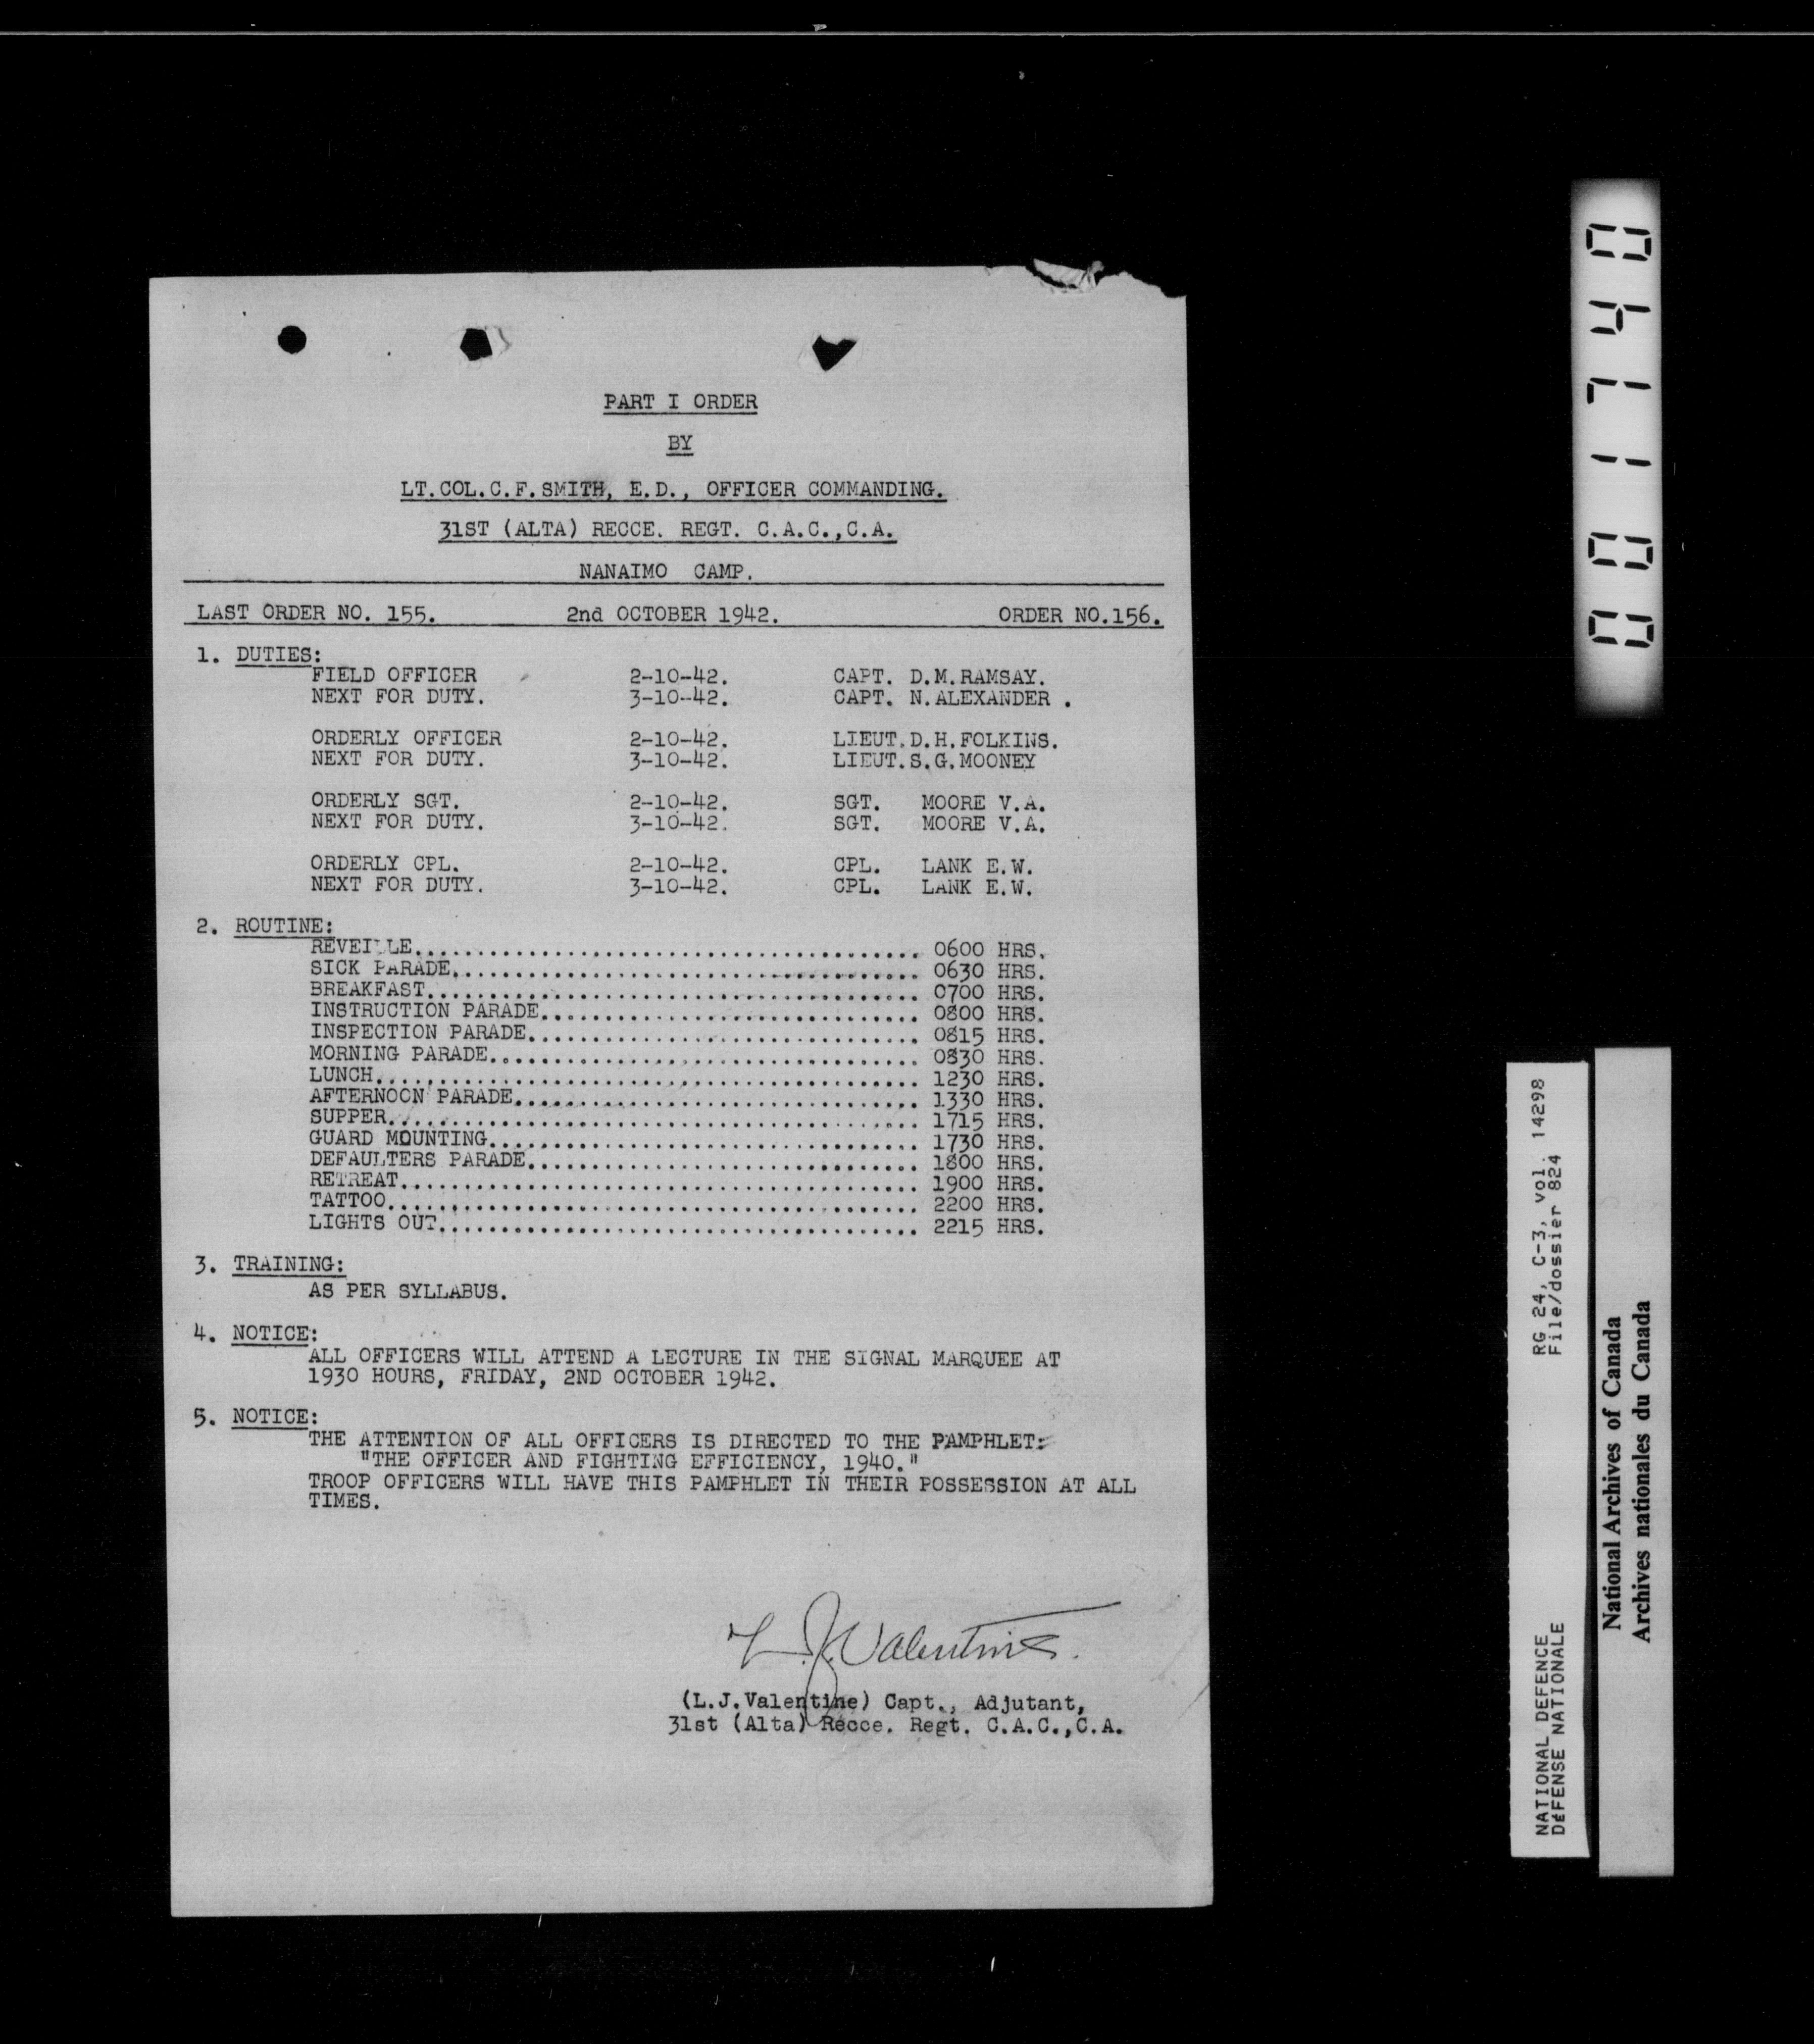 PART I ORDER
BY
LT.COL.C.F.SMITH, E.D., OFFICER COMMANDING.
31ST (ALTA) RECCE. REGT. C.A.C.,C.A.
NANAIMO CAMP.
LAST ORDER NO. 155. 2nd OCTOBER 1942. ORDER NO.156.
1. DUTIES:
FIELD OFFICER 2-10-42. CAPT. D.M.RAMSAY.
NEXT FOR DUTY. 3-10-42. CAPT. N.ALEXANDER .
ORDERLY OFFICER 2-10-42. LIEUT.D.H.FOLKINS.
NEXT FOR DUTY. 3-10-42. LIEUT.S.G.MOONEY
ORDERLY SGT. 2-10-42. SGT. MOORE V.A.
NEXT FOR DUTY. 3-10-42. SGT. MOORE V.A.
ORDERLY CPL. 2-10-42. CPL. LANK E.W.
NEXT FOR DUTY. 3-10-42. CPL. LANK E.W.
2. ROUTINE:
REVEILLE........................................ 0600 HRS.
SICK PARADE..................................... 0630 HRS.
BREAKFAST....................................... 0700 HRS.
INSTRUCTION PARADE.............................. 0800 HRS.
INSPECTION PARADE............................... 0815 HRS.
MORNING PARADE.................................. 0830 HRS.
LUNCH........................................... 1230 HRS.
AFTERNOON PARADE................................ 1330 HRS.
SUPPER.......................................... 1715 HRS.
GUARD MOUNTING.................................. 1730 HRS.
DEFAULTERS PARADE............................... 1800 HRS.
RETREAT......................................... 1900 HRS.
TATTOO.......................................... 2200 HRS.
LIGHTS OUT...................................... 2215 HRS.
3. TRAINING:
AS PER SYLLABUS.
4. NOTICE:
ALL OFFICERS WILL ATTEND A LECTURE IN THE SIGNAL MARQUEE AT
1930 HOURS, FRIDAY, 2ND OCTOBER 1942.
5. NOTICE:
THE ATTENTION OF ALL OFFICERS IS DIRECTED TO THE PAMPHLET:
"THE OFFICER AND FIGHTING EFFICIENCY, 1940."
TROOP OFFICERS WILL HAVE THIS PAMPHLET IN THEIR POSSESSION AT ALL
TIMES.
L.J.Valentine.
(L.J.Valentine) Capt., Adjutant,
31st (Alta) Recce. Regt. C.A.C.,C.A.
001740
NATIONAL DEFENCE RG 24, C-3, vol. 14298
DéFENSE NATIONALE File/dossier 824
National Archives of Canada
Archives nationales du Canada